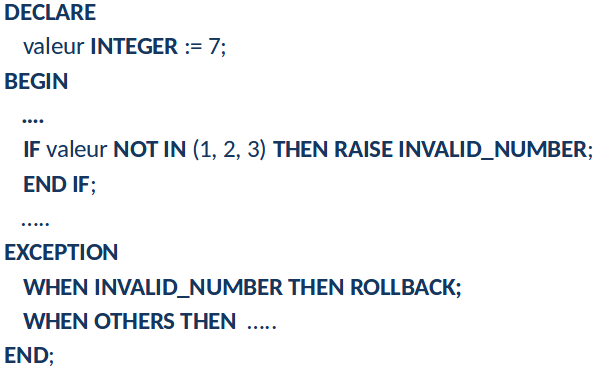 DECLARE
valeur INTEGER := 7;
BEGIN
....
IF valeur NOT IN (1, 2, 3) THEN RAISE INVALID_NUMBER;
END IF;
.....
EXCEPTION
WHEN INVALID_NUMBER THEN ROLLBACK;
WHEN OTHERS THEN .....
END;